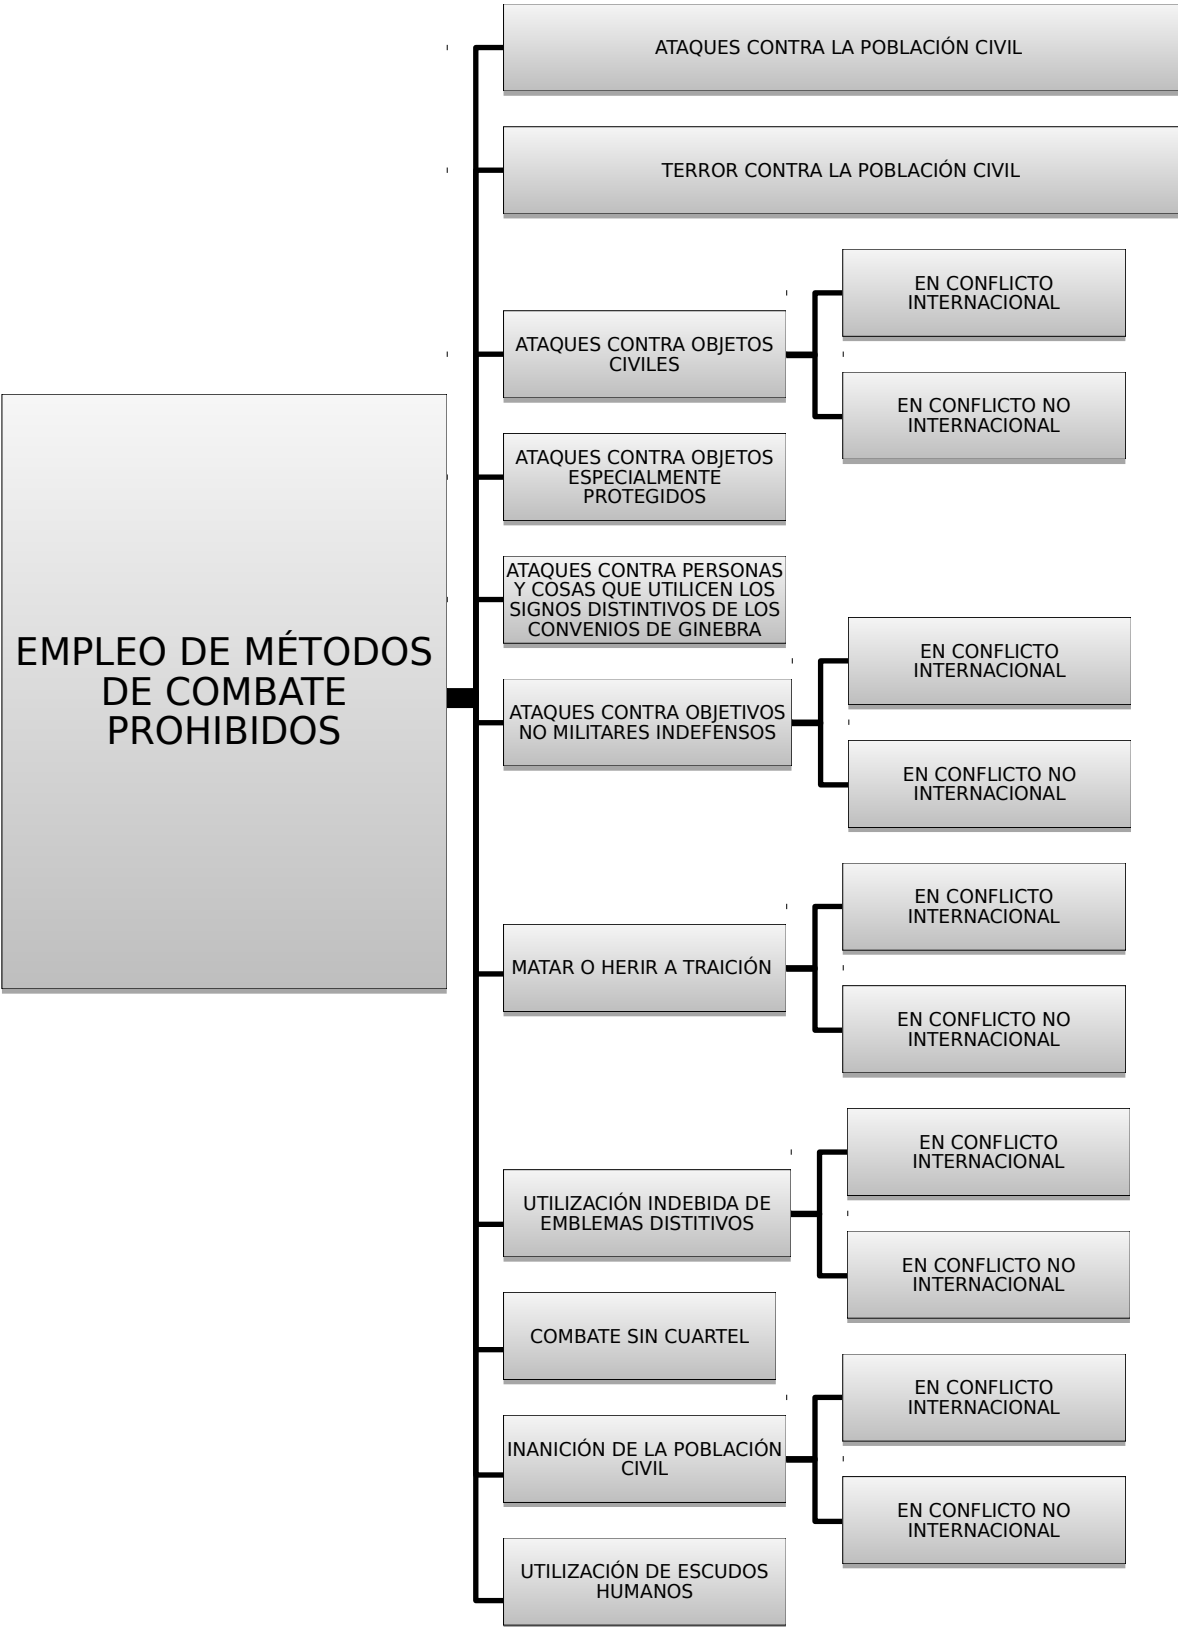 EMPLEO DE MÉTODOS
DE COMBATE
PROHIBIDOS
ATAQUES CONTRA LA POBLACIÓN CIVIL
TERROR CONTRA LA POBLACIÓN CIVIL
ATAQUES CONTRA OBJETOS
CIVILES
EN CONFLICTO
INTERNACIONAL
EN CONFLICTO NO
INTERNACIONAL
ATAQUES CONTRA OBJETOS
ESPECIALMENTE
PROTEGIDOS
ATAQUES CONTRA PERSONAS
Y COSAS QUE UTILICEN LOS
SIGNOS DISTINTIVOS DE LOS
CONVENIOS DE GINEBRA
ATAQUES CONTRA OBJETIVOS
NO MILITARES INDEFENSOS
EN CONFLICTO
INTERNACIONAL
EN CONFLICTO NO
INTERNACIONAL
MATAR O HERIR A TRAICIÓN
EN CONFLICTO
INTERNACIONAL
EN CONFLICTO NO
INTERNACIONAL
UTILIZACIÓN INDEBIDA DE
EMBLEMAS DISTITIVOS
EN CONFLICTO
INTERNACIONAL
EN CONFLICTO NO
INTERNACIONAL
COMBATE SIN CUARTEL
INANICIÓN DE LA POBLACIÓN
CIVIL
EN CONFLICTO
INTERNACIONAL
EN CONFLICTO NO
INTERNACIONAL
UTILIZACIÓN DE ESCUDOS
HUMANOS